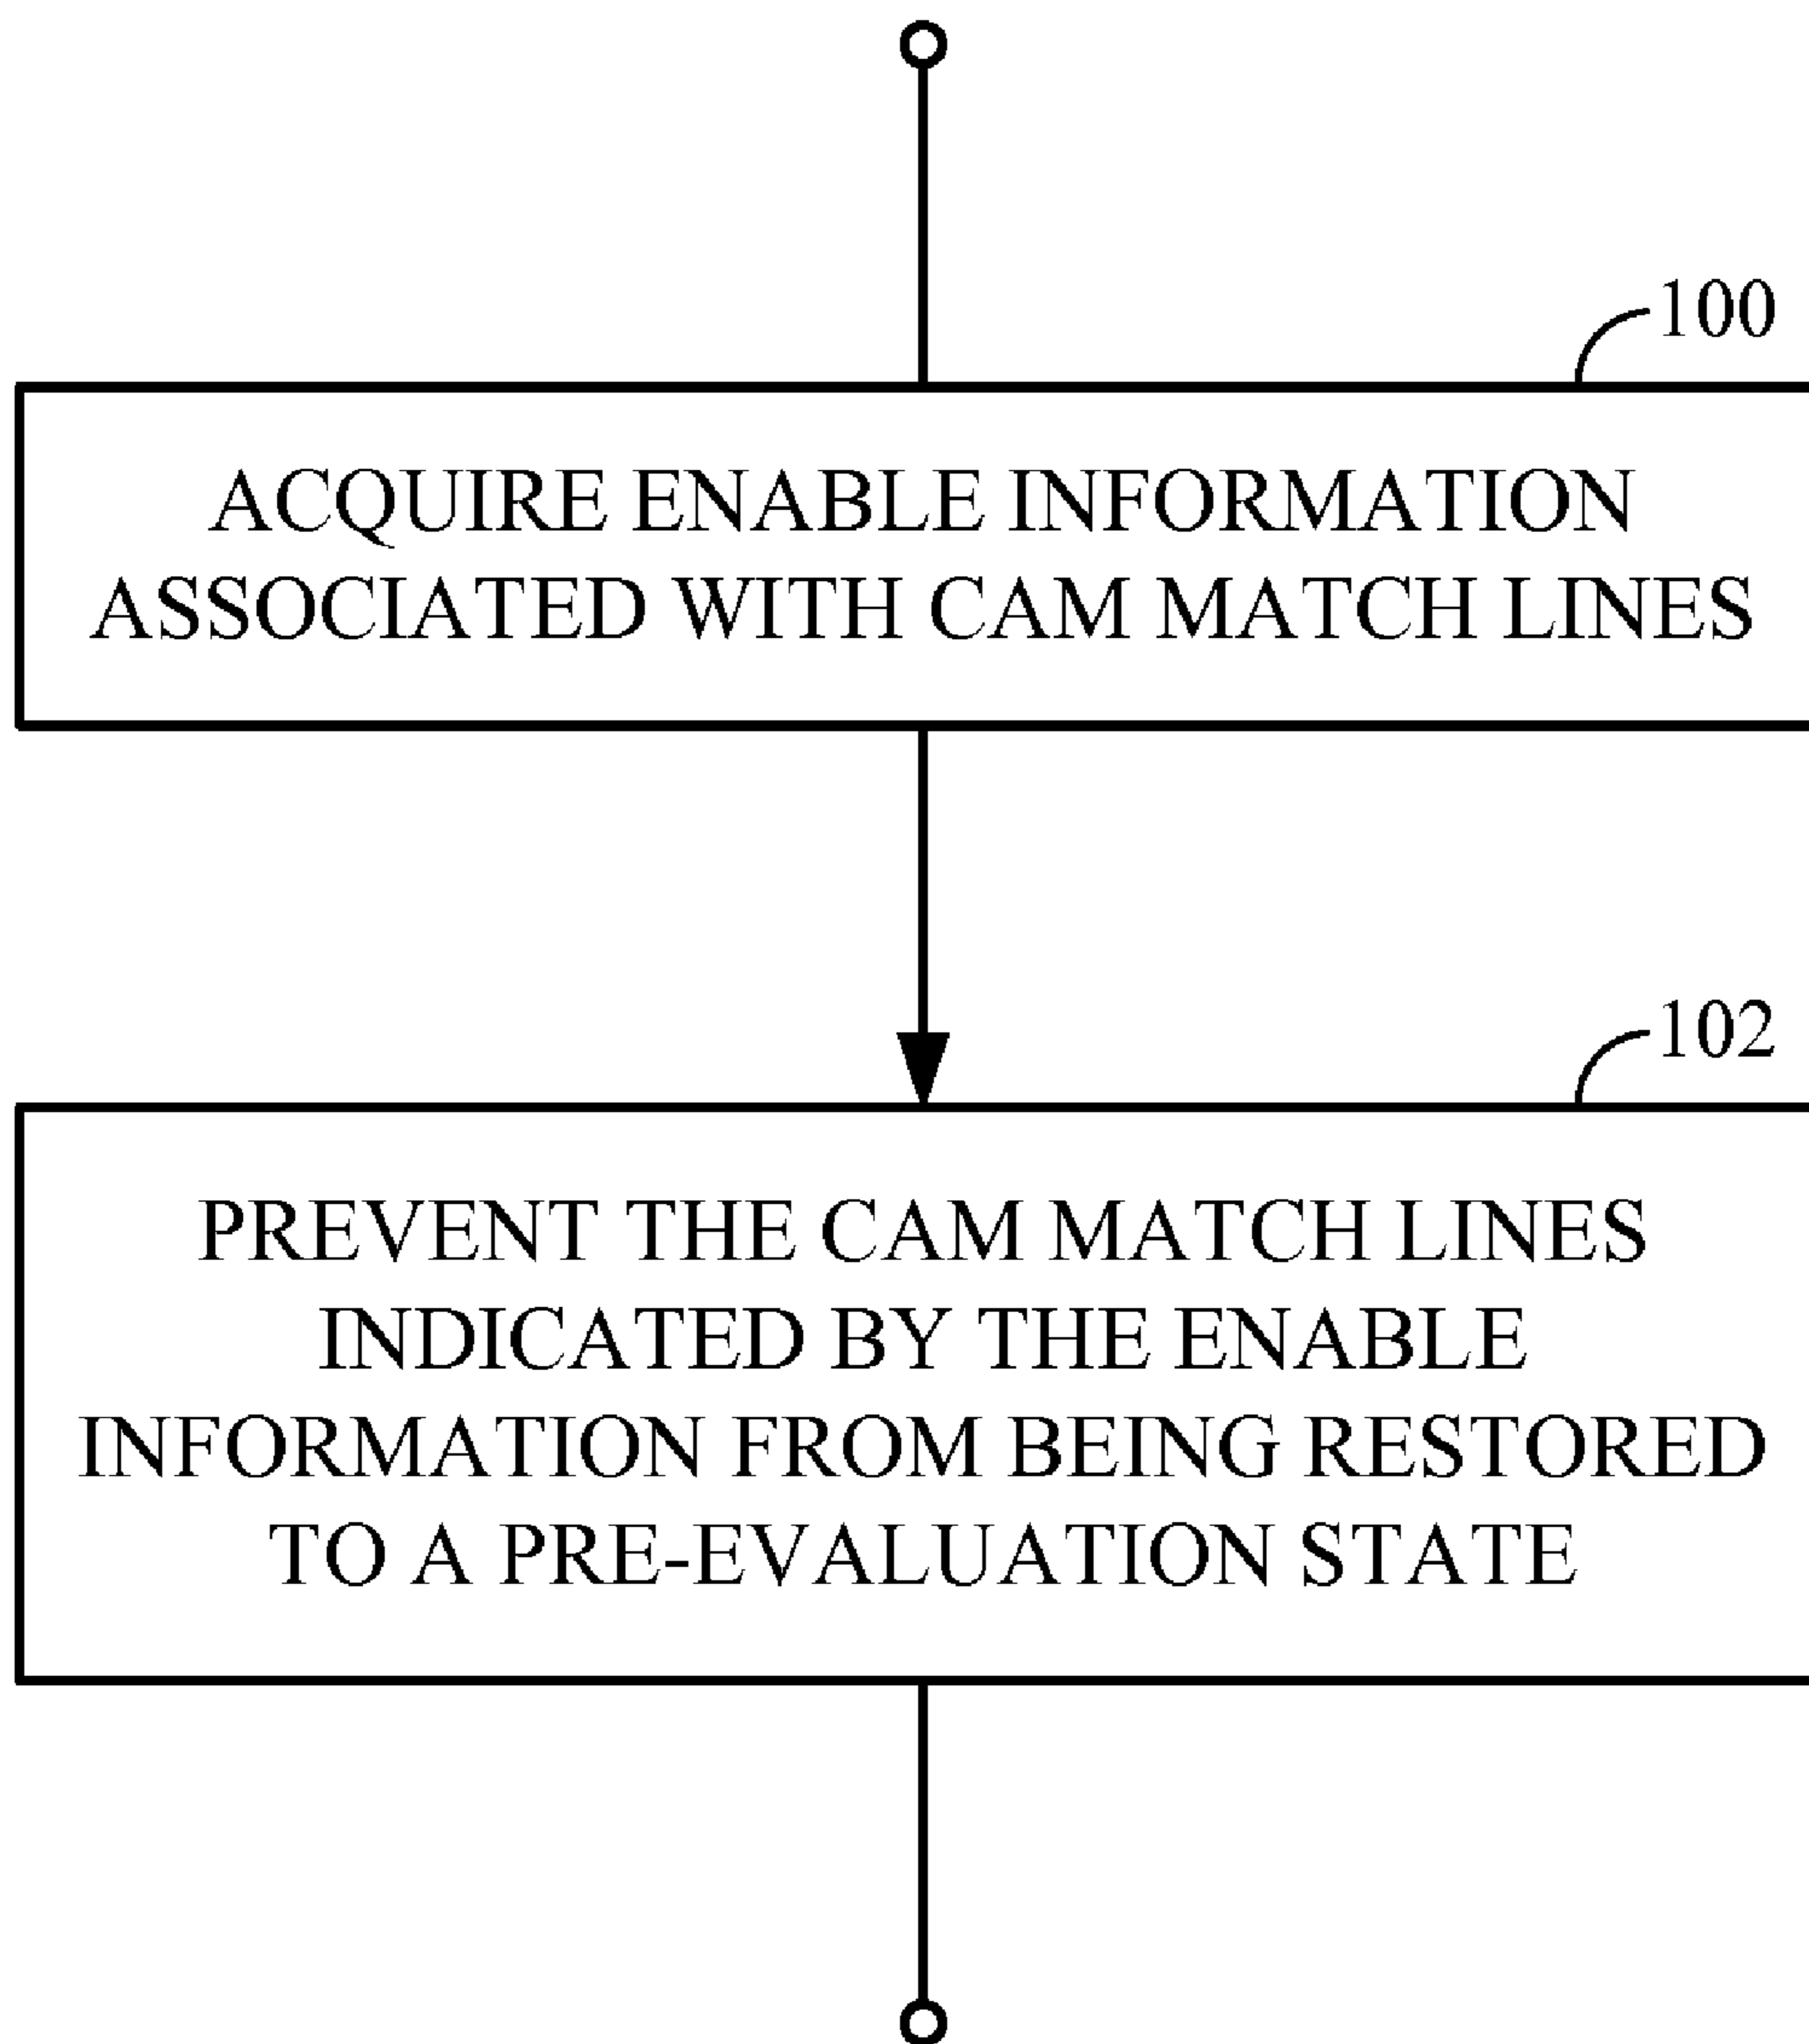 100
ACQUIRE ENABLE INFORMATION
ASSOCIATED WITH CAM MATCH LINES
102
PREVENT THE CAM MATCH LINES
INDICATED BY THE ENABLE
INFORMATION FROM BEING RESTORED
TO A PRE-EVALUATION STATE